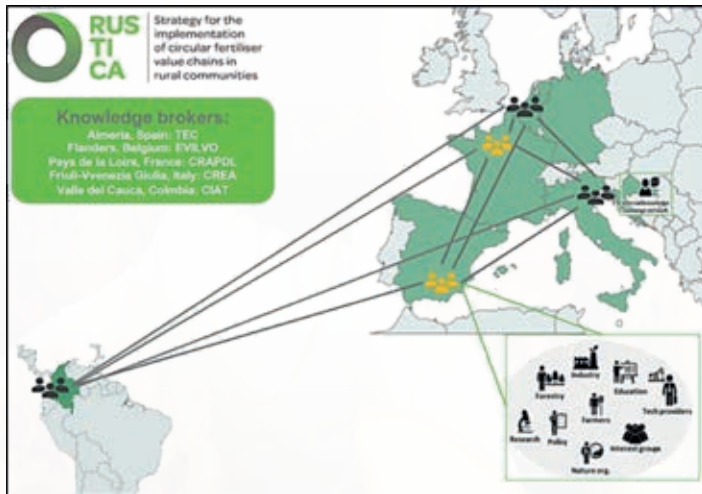 RUS
TI
CA
Strategy for the
implementation
of circular fertiliser
value chains in
rural communities
Knowledge brokers:
Almeria, Spain: TEC
Flanders, Belgium: EVILVO
Pays de la Loire, France: CRAPDL
Friuli-Vvenezia Giulia, Italy: CREA
Valle del Cauca, Colmbia: CIAT
Industry
Forestry
Education
Tech providers
Farmers
Research
Policy
Interest groups
Nature org.